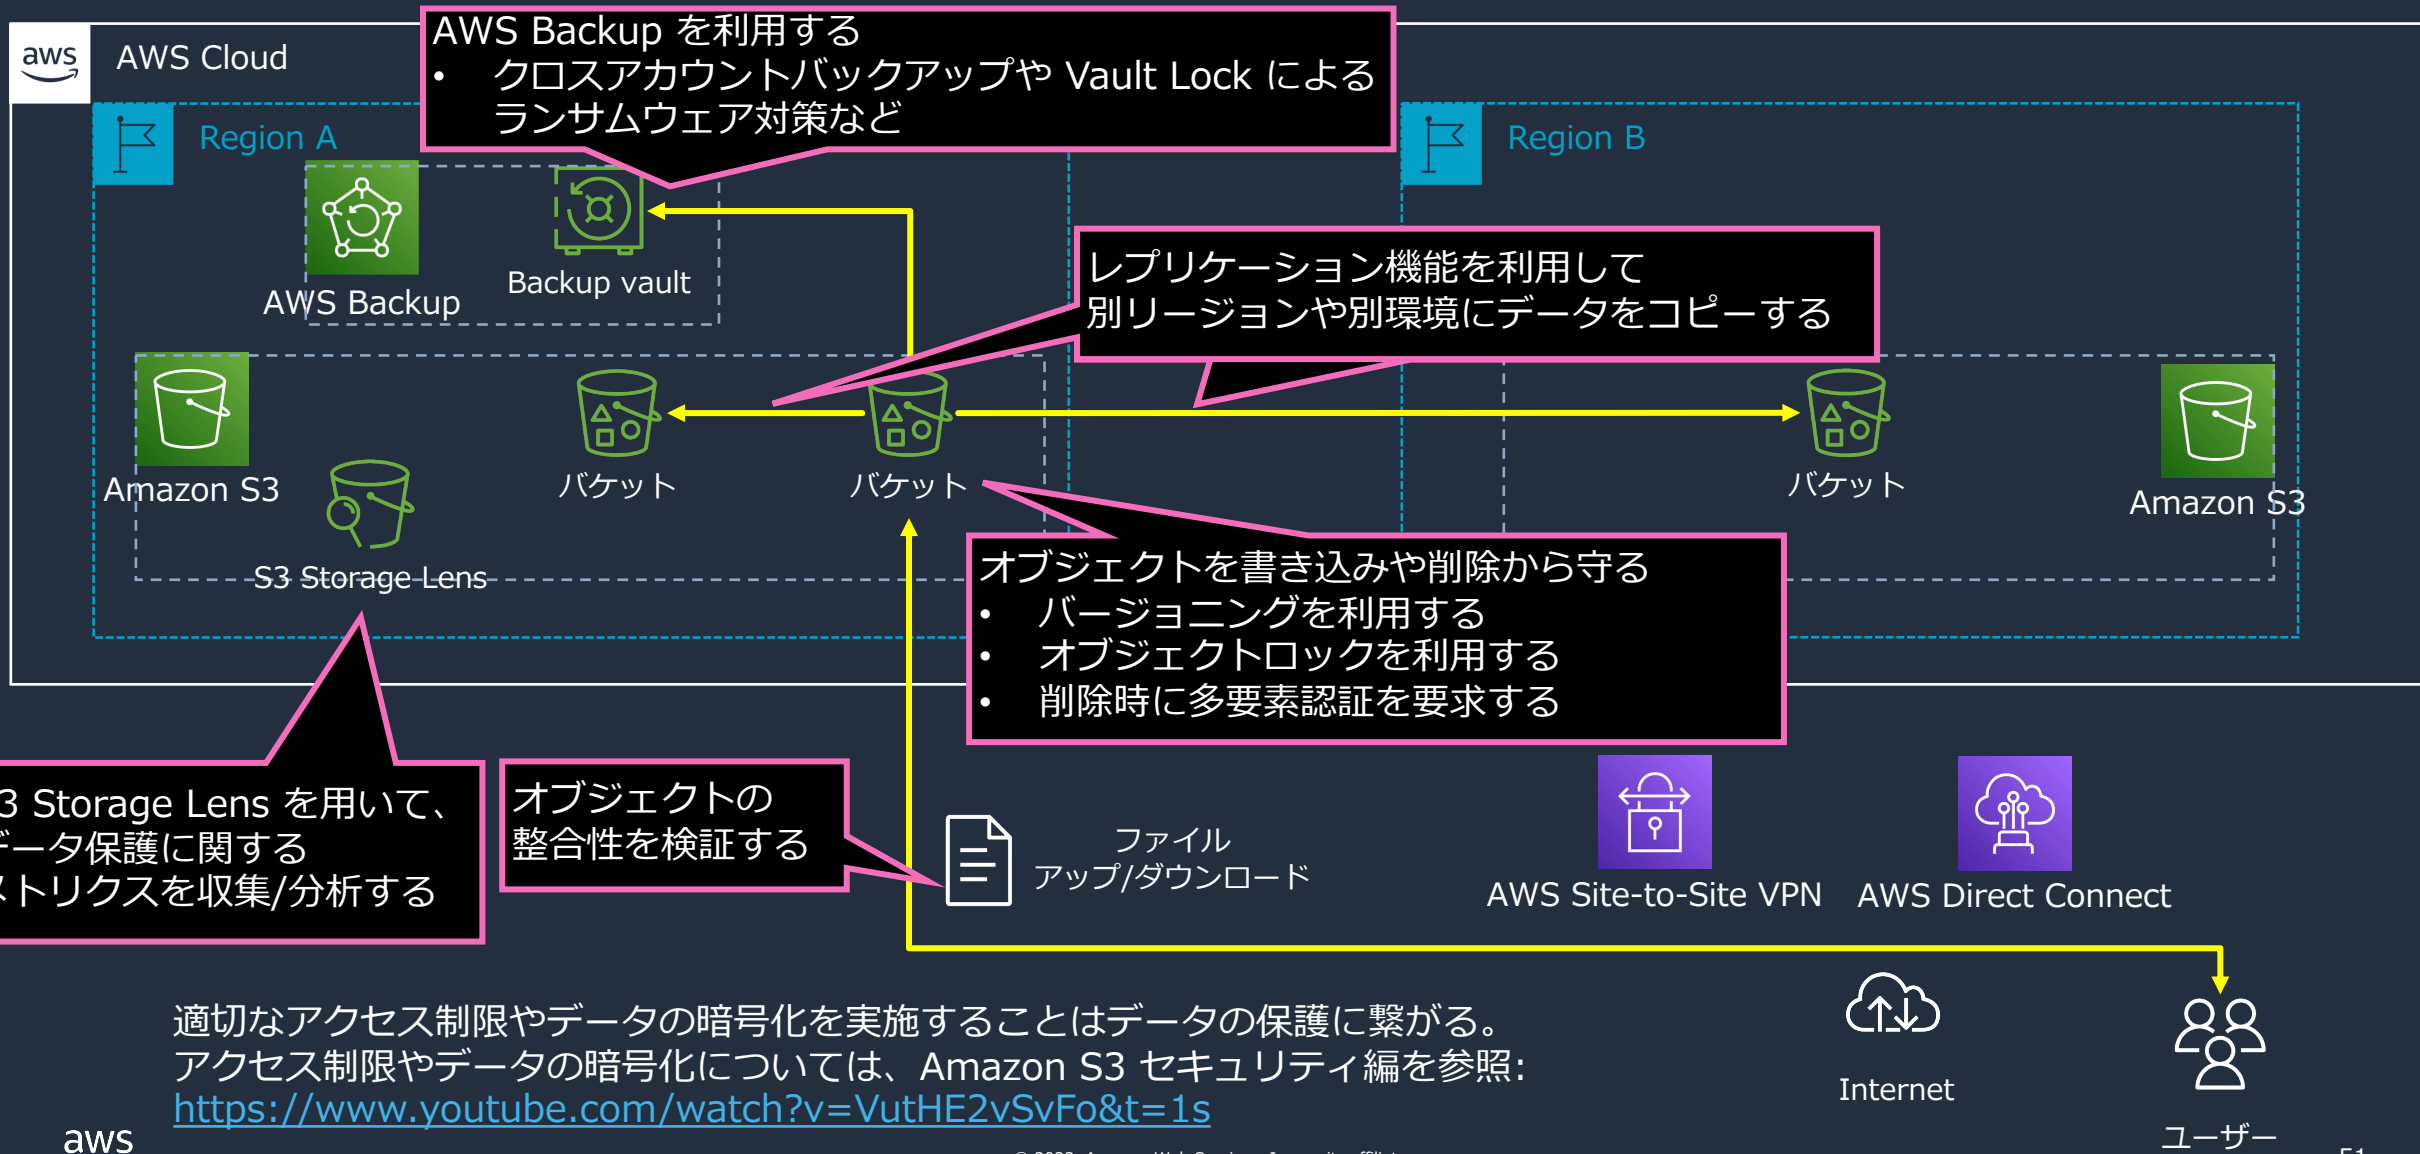 AWS Backup を利用する
• クロスアカウントバックアップや Vault Lock による
ランサムウェア対策など
aws
AWS Cloud
Region A
Region B
AWS Backup
Backup vault
レプリケーション機能を利用して
別リージョンや別環境にデータをコピーする
Amazon S3
バケット
バケット
バケット
Amazon S3
S3 Storage Lens
オブジェクトを書き込みや削除から守る
• バージョニングを利用する
• オブジェクトロックを利用する
• 削除時に多要素認証を要求する
3 Storage Lens を用いて、
データ保護に関する
メトリクスを収集/分析する
オブジェクトの
整合性を検証する
ファイル
アップ/ダウンロード
AWS Site-to-Site VPN
AWS Direct Connect
適切なアクセス制限やデータの暗号化を実施することはデータの保護に繋がる。
アクセス制限やデータの暗号化については、Amazon S3 セキュリティ編を参照:
https://www.youtube.com/watch?v=VutHE2vSvFo&t=1s
Internet
ユーザー
aws